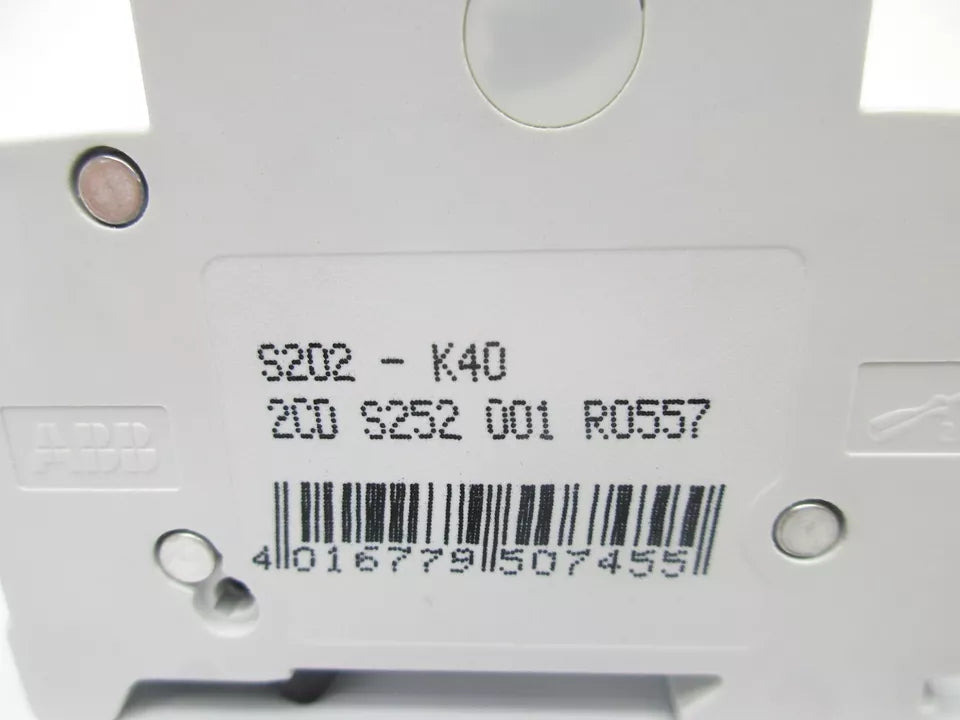 S202 - K40
2CD S252 001 R0557
ABB
4 016779 507455